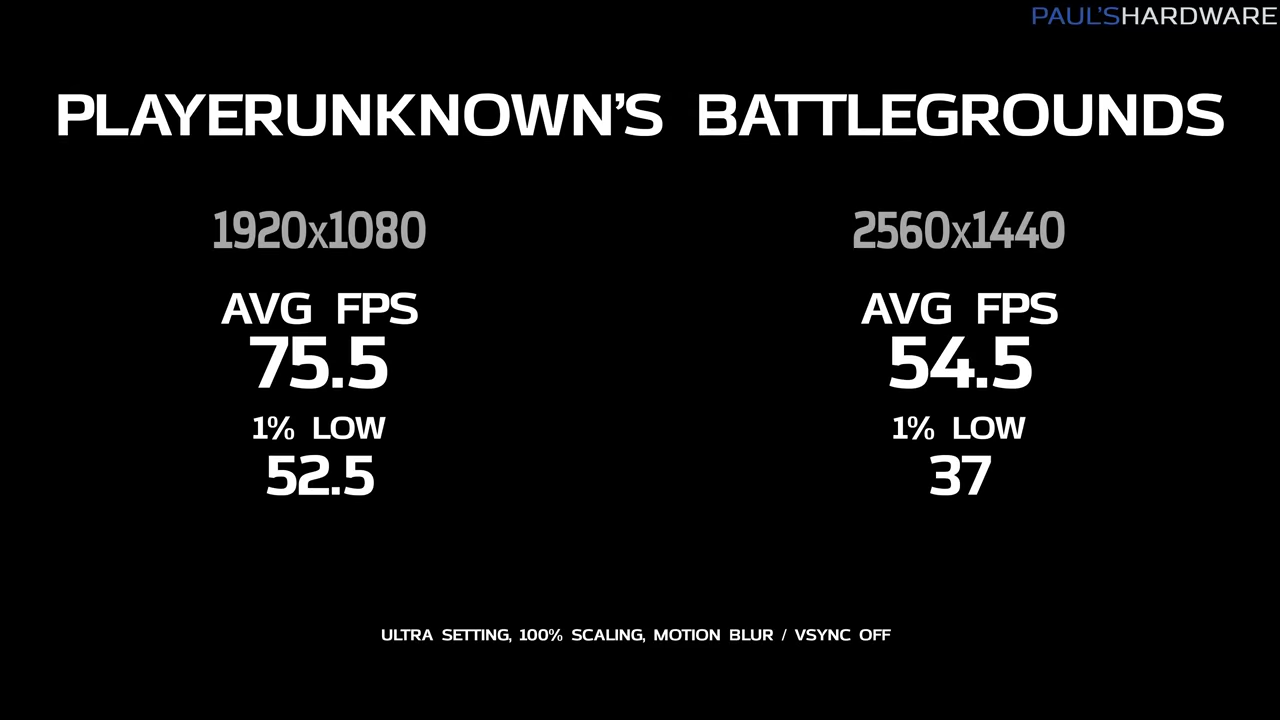 PAUL'SHARDWARE
PLAYERUNKNOWN'S BATTLEGROUNDS
1920x1080
AVG FPS
75.5
1% LOW
52.5
2560x1440
AVG FPS
54.5
1% LOW
37
ULTRA SETTING, 100% SCALING, MOTION BLUR / VSYNC OFF